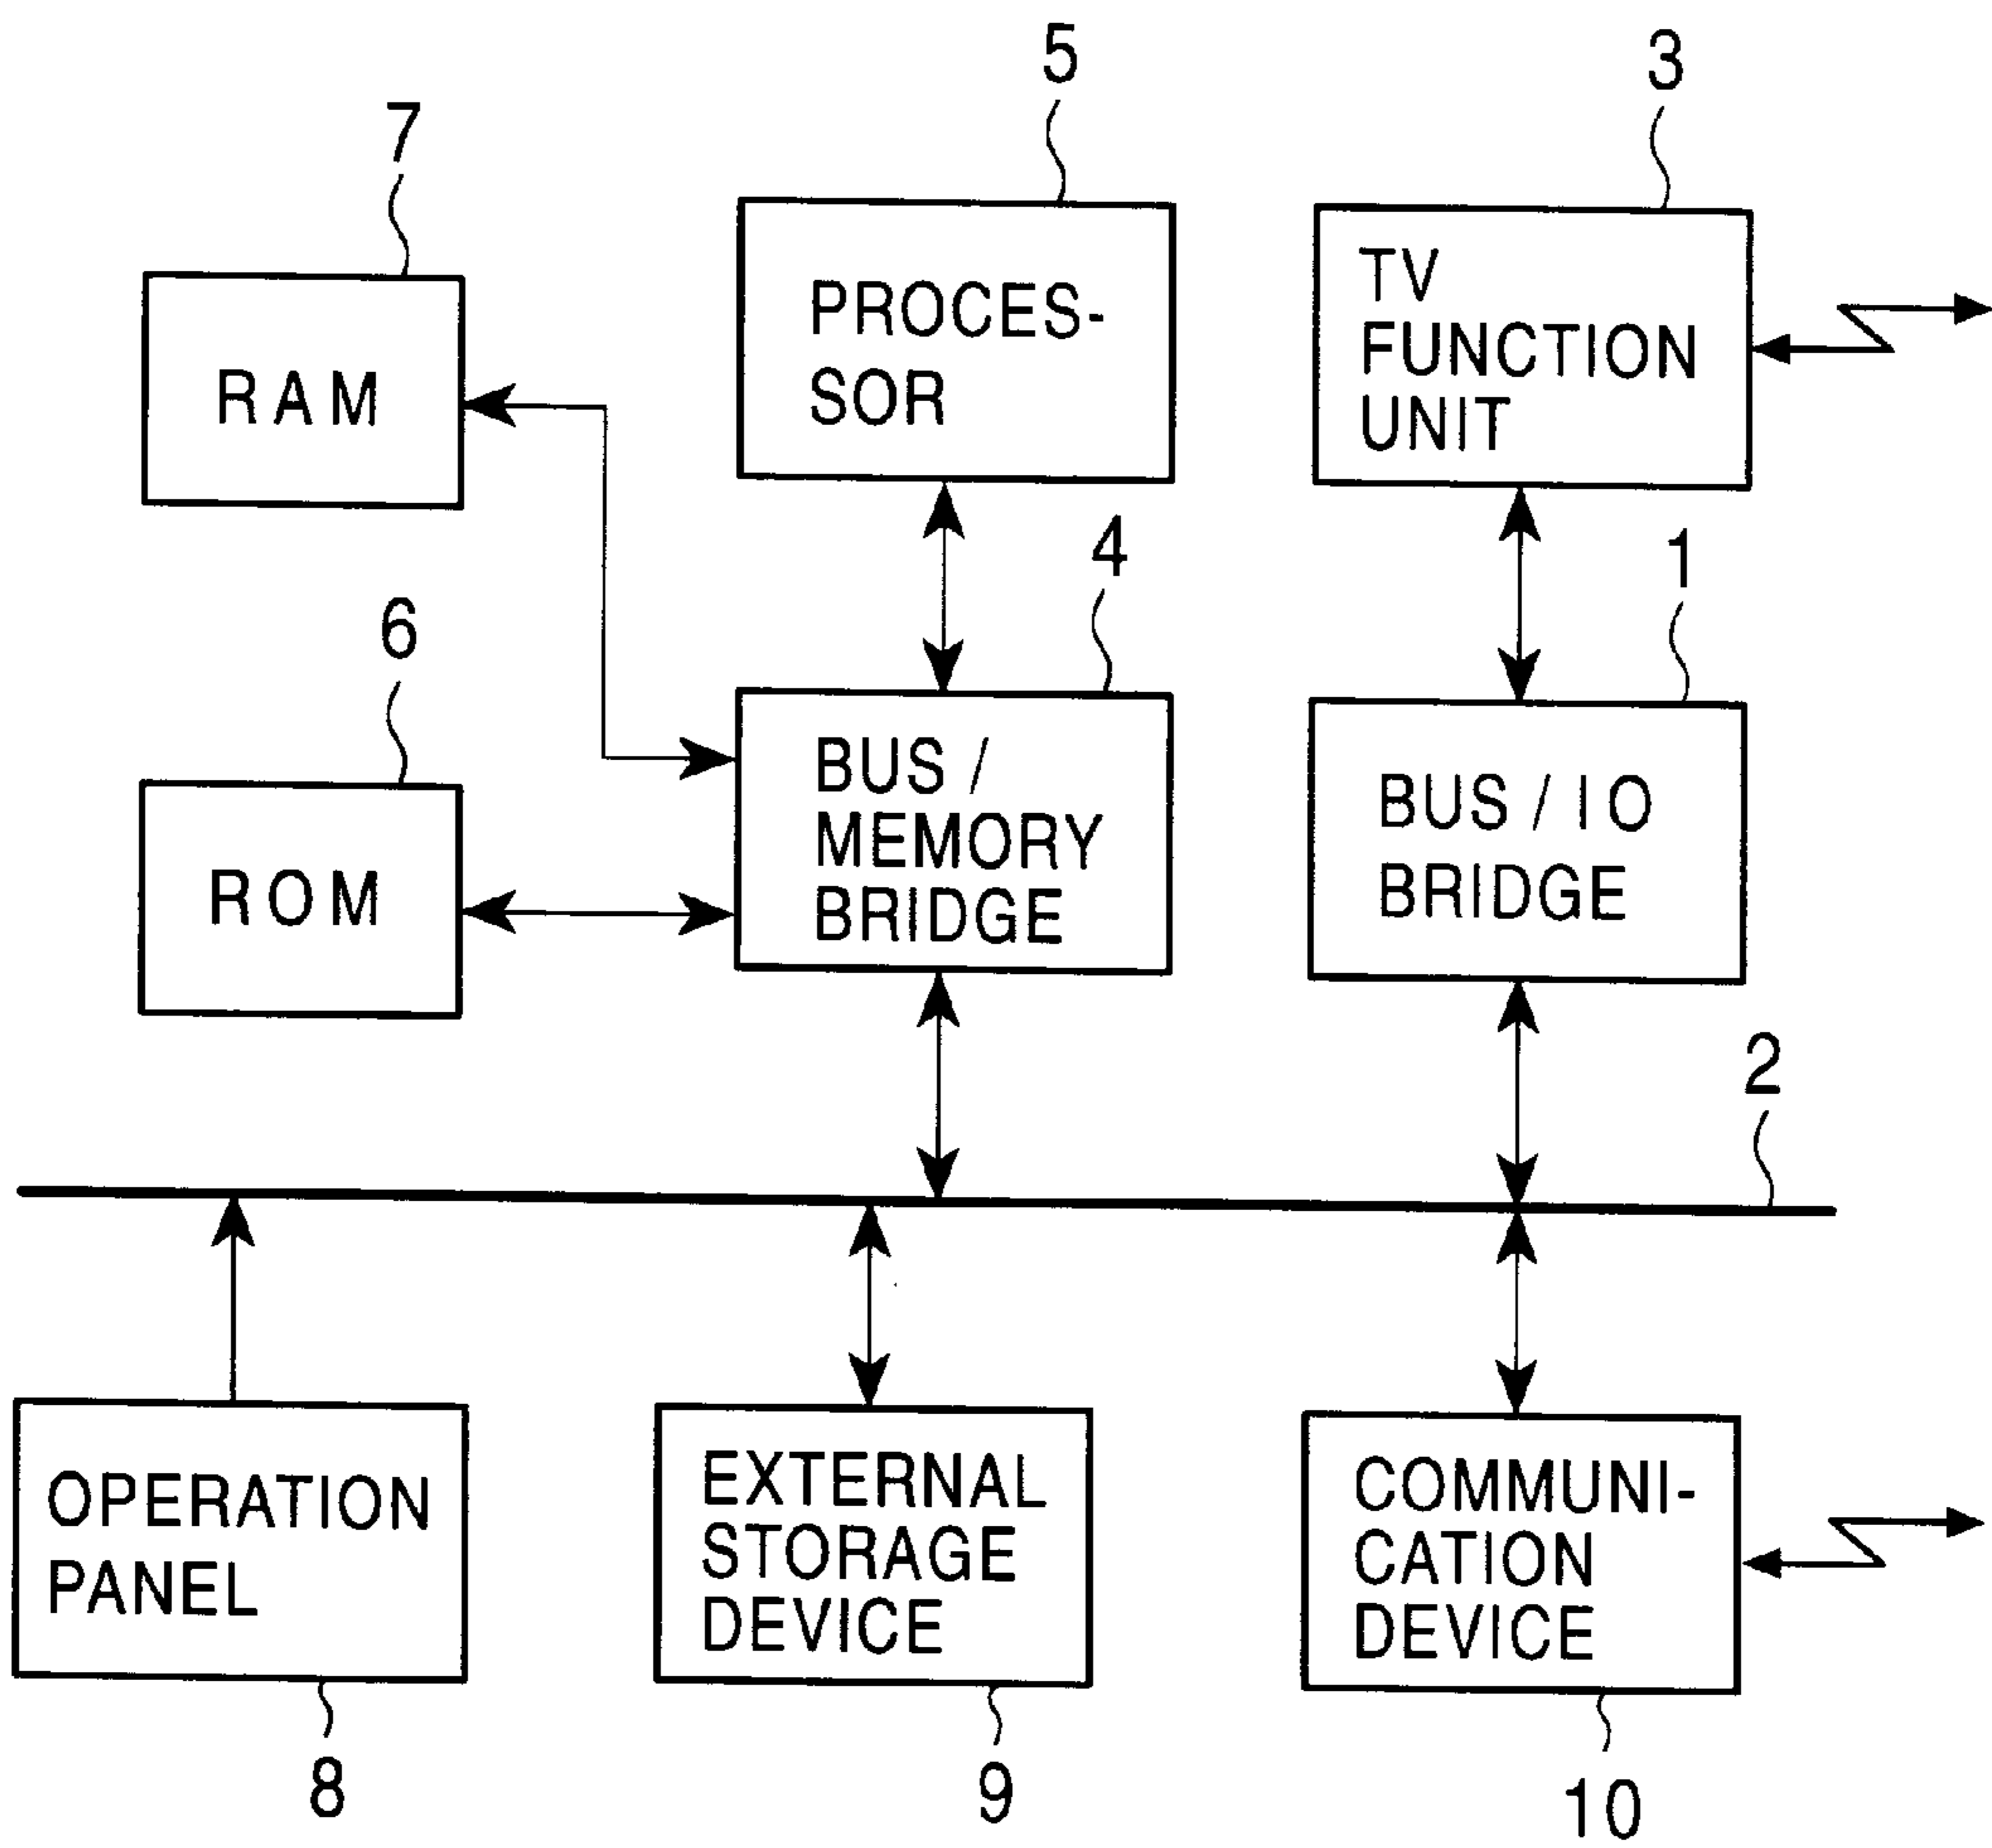 5
3
7
PROCES-
SOR
TV
FUNCTION
UNIT
RAM
4
1
6
BUS /
MEMORY
BRIDGE
BUS / IO
BRIDGE
ROM
2
OPERATION
PANEL
EXTERNAL
STORAGE
DEVICE
COMMUNI-
CATION
DEVICE
8
9
10